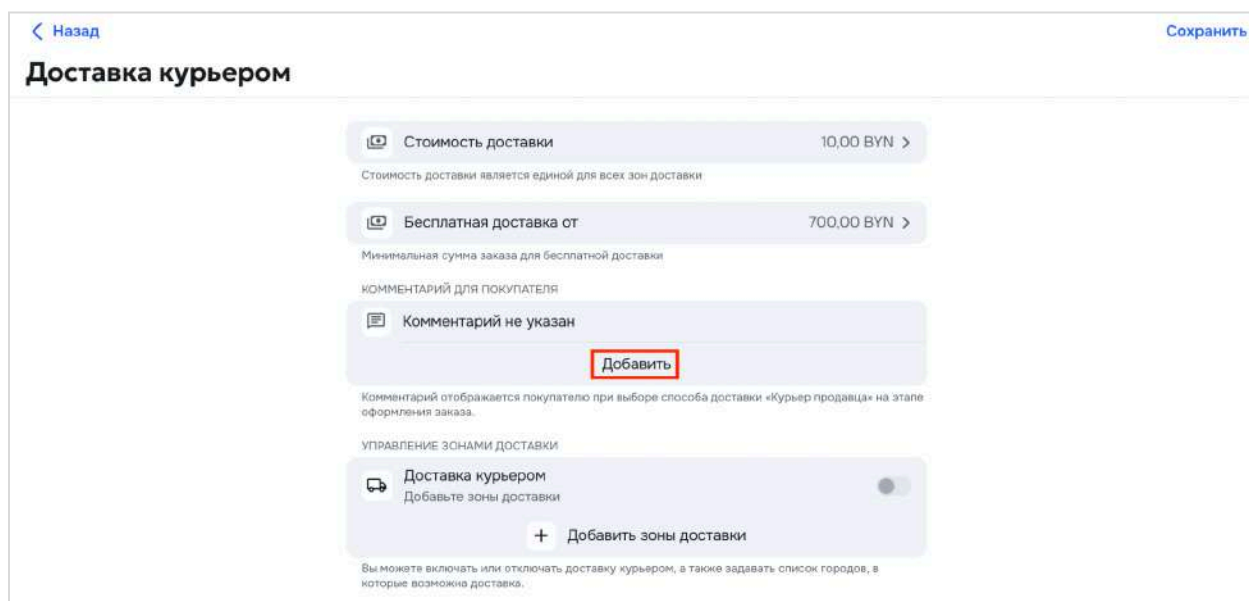 Назад
Сохранить
Доставка курьером
Стоимость доставки 10,00 BYN
Стоимость доставки является единой для всех зон доставки
Бесплатная доставка от 700,00 BYN
Минимальная сумма заказа для бесплатной доставки
КОММЕНТАРИЙ ДЛЯ ПОКУПАТЕЛЯ
Комментарий не указан
Добавить
Комментарий отображается покупателю при выборе способа доставки «Курьер продавца» на этапе
оформления заказа.
УПРАВЛЕНИЕ ЗОНАМИ ДОСТАВКИ
Доставка курьером
Добавьте зоны доставки
+ Добавить зоны доставки
Вы можете включать или отключать доставку курьером, а также задавать список городов, в
которые возможна доставка.